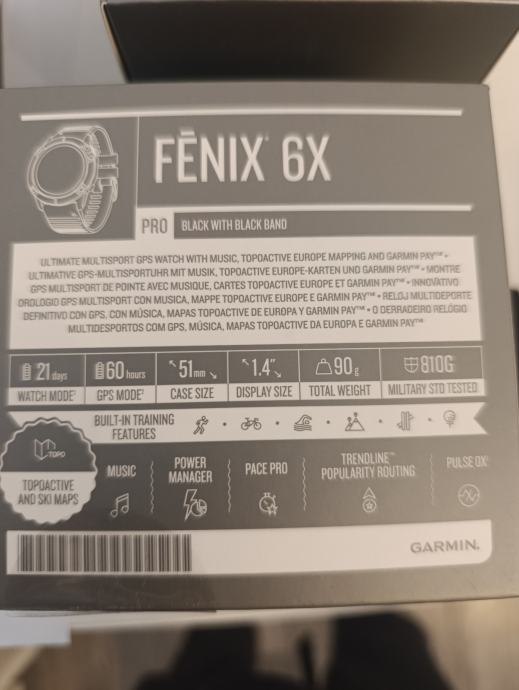 FĒNIX® 6X
PRO BLACK WITH BLACK BAND
ULTIMATE MULTISPORT GPS WATCH WITH MUSIC, TOPOACTIVE EUROPE MAPPING AND GARMIN PAY™ •
ULTIMATIVE GPS-MULTISPORTUHR MIT MUSIK, TOPOACTIVE EUROPE-KARTEN UND GARMIN PAY™ • MONTRE
GPS MULTISPORT DE POINTE AVEC MUSIQUE, CARTES TOPOACTIVE EUROPE ET GARMIN PAY™ • INNOVATIVO
OROLOGIO GPS MULTISPORT CON MUSICA, MAPPE TOPOACTIVE EUROPE E GARMIN PAY™ • RELOJ MULTIDEPORTE
DEFINITIVO CON GPS, CON MÚSICA, MAPAS TOPOACTIVE DE EUROPA Y GARMIN PAY™ • O DERRADEIRO RELÓGIO
MULTIDESPORTOS COM GPS, MÚSICA, MAPAS TOPOACTIVE DA EUROPA E GARMIN PAY™
21 days 60 hours 51mm 1.4" 90g 810G
WATCH MODE¹ GPS MODE¹ CASE SIZE DISPLAY SIZE TOTAL WEIGHT MILITARY STD TESTED
BUILT-IN TRAINING
FEATURES
TOPO
TOPOACTIVE
AND SKI MAPS
MUSIC
POWER
MANAGER
PACE PRO
TRENDLINE™
POPULARITY ROUTING
PULSE OX²
GARMIN.